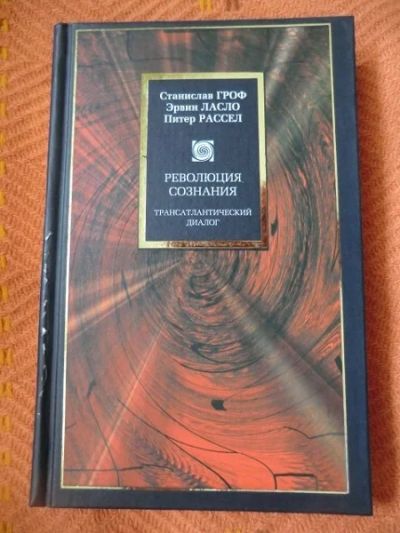 Станислав ГРОФ
Эрвин ЛАСЛО
Питер РАССЕЛ
РЕВОЛЮЦИЯ
СОЗНАНИЯ
ТРАНСАТЛАНТИЧЕСКИЙ
ДИАЛОГ